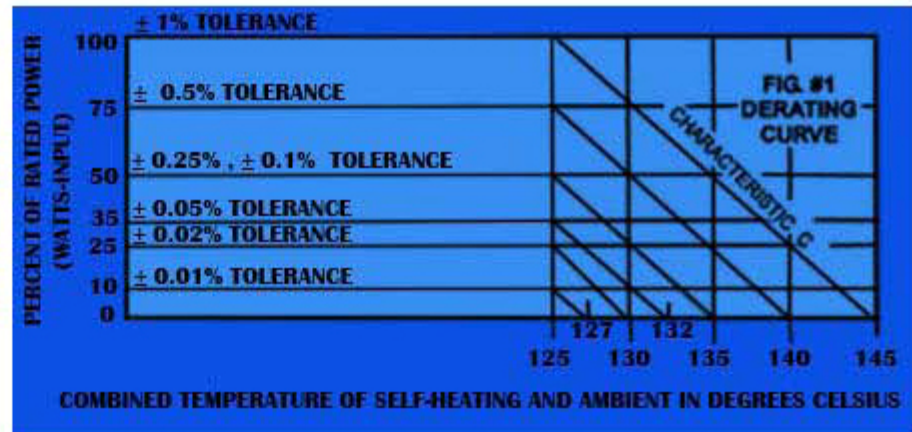 ± 1% TOLERANCE
100
± 0.5% TOLERANCE
75
± 0.25% , ± 0.1% TOLERANCE
50
± 0.05% TOLERANCE
35
± 0.02% TOLERANCE
25
± 0.01% TOLERANCE
10
0
PERCENT OF RATED POWER
(WATTS-INPUT)
FIG. #1
DERATING
CURVE
CHARACTERISTIC C
127
132
125
130
135
140
145
COMBINED TEMPERATURE OF SELF-HEATING AND AMBIENT IN DEGREES CELSIUS